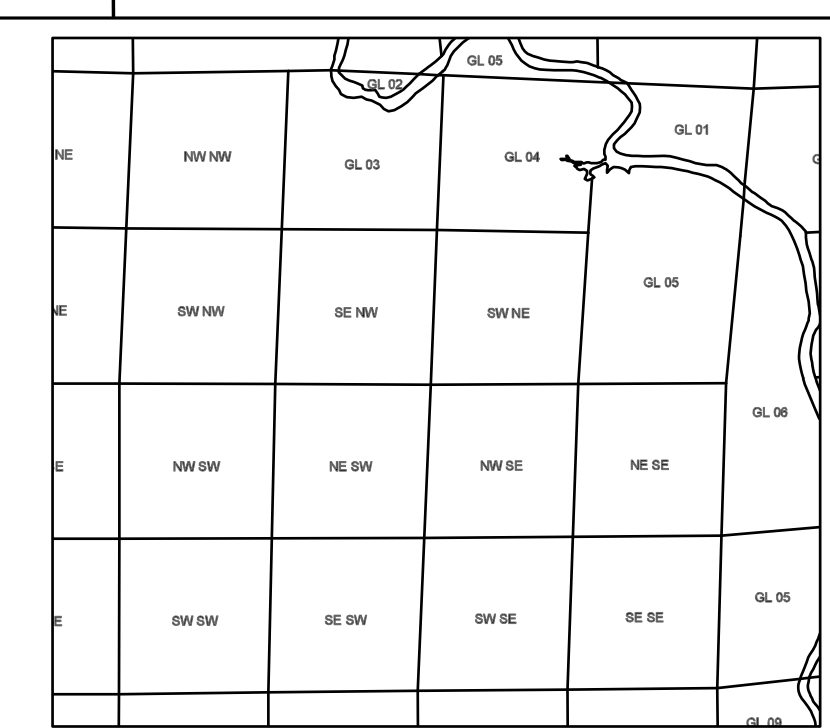 GL 05
GL 02
GL 01
NE
NW NW
GL 03
GL 04
G
GL 05
NE
SW NW
SE NW
SW NE
GL 06
E
NW SW
NE SW
NW SE
NE SE
GL 05
E
SW SW
SE SW
SW SE
SE SE
GL 09